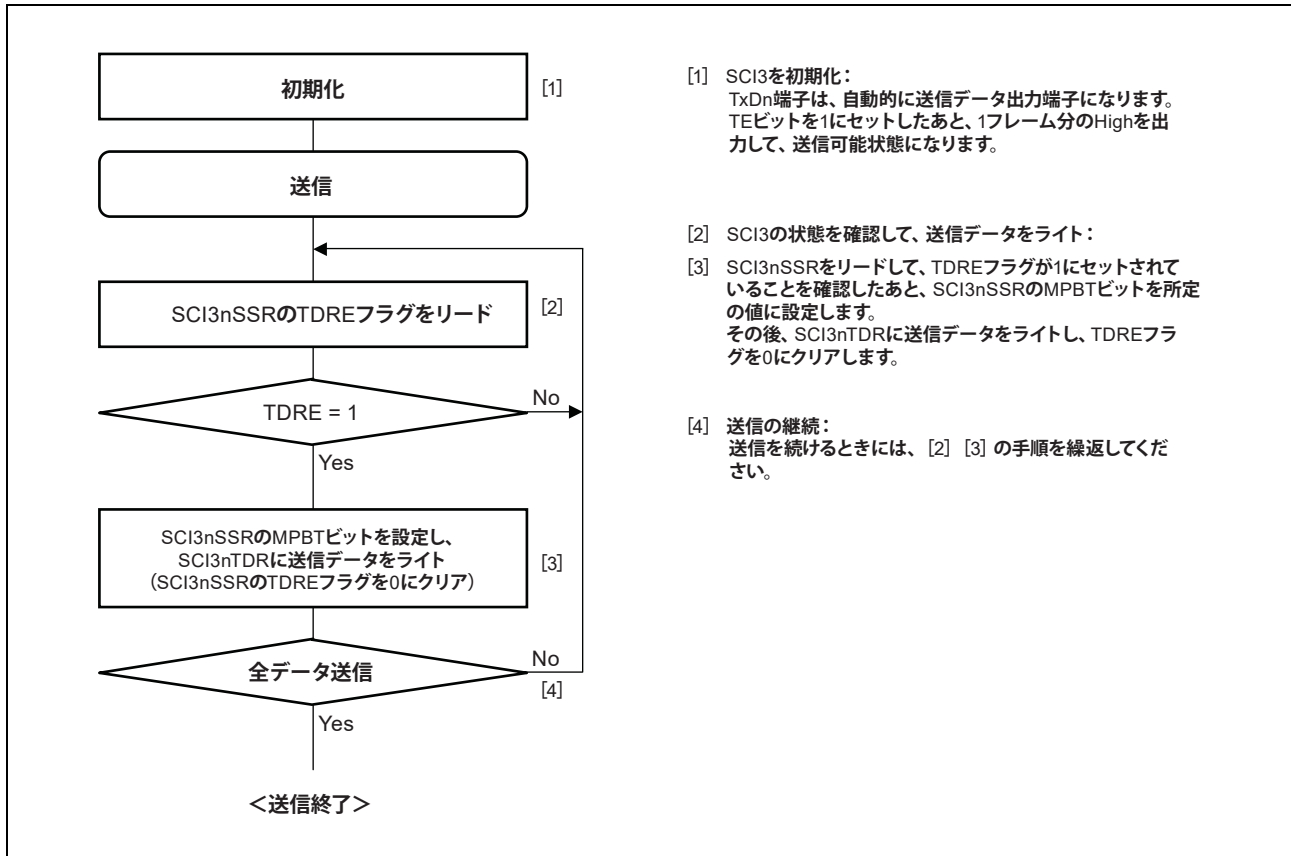 初期化
[1]
送信
SCI3nSSRのTDREフラグをリード
[2]
TDRE = 1
No
Yes
SCI3nSSRのMPBTビットを設定し、
SCI3nTDRに送信データをライト
（SCI3nSSRのTDREフラグを0にクリア）
[3]
全データ送信
No
[4]
Yes
＜送信終了＞
[1] SCI3を初期化：
TxDn端子は、自動的に送信データ出力端子になります。
TEビットを1にセットしたあと、1フレーム分のHighを出
力して、送信可能状態になります。
[2] SCI3の状態を確認して、送信データをライト：
[3] SCI3nSSRをリードして、TDREフラグが1にセットされて
いることを確認したあと、SCI3nSSRのMPBTビットを所定
の値に設定します。
その後、SCI3nTDRに送信データをライトし、TDREフラ
グを0にクリアします。
[4] 送信の継続：
送信を続けるときには、[2] [3] の手順を繰返してくだ
さい。